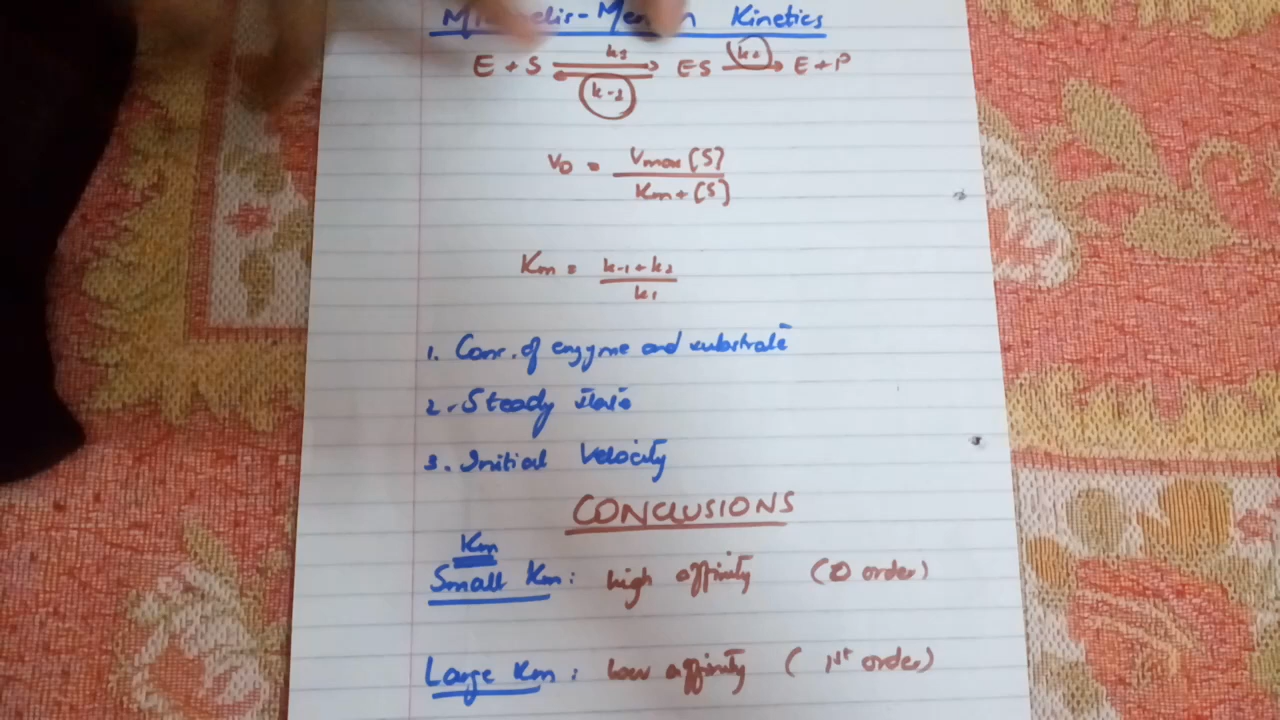 Kinetics
E + S k1 ES k2 E + P
k-1
Vo = Vmax [S]
Km + [S]
Km = k-1 + k2
k1
1. Conc. of enzyme and substrate
2. Steady state
3. Initial Velocity
CONCLUSIONS
Km
Small Km: high affinity (0 order)
Large Km: low affinity (1st order)